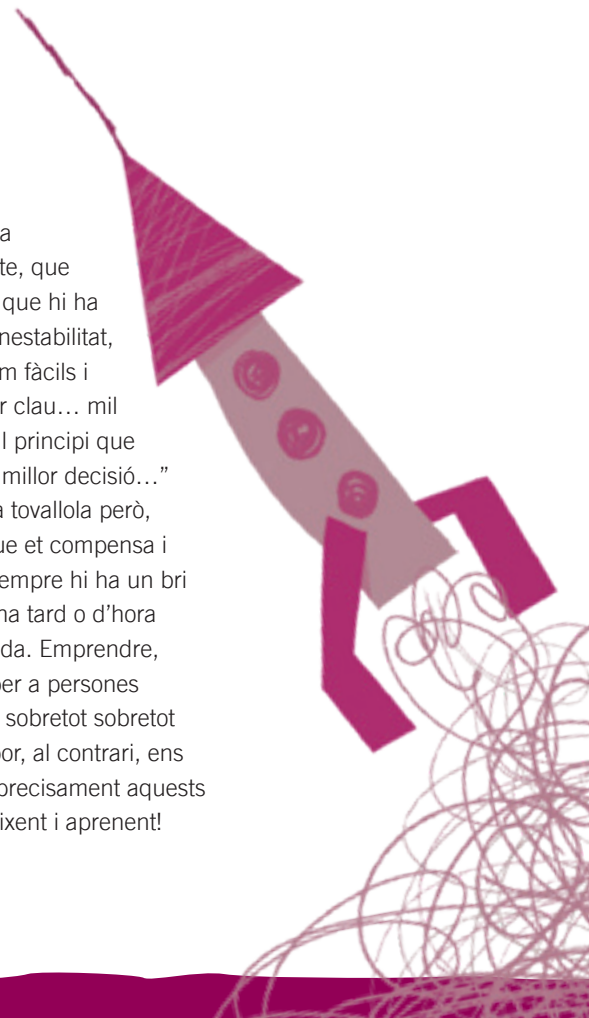 a
te, que
que hi ha
nestabilitat,
m fàcils i
r clau… mil
l principi que
millor decisió…”
a tovallola però,
ue et compensa i
empre hi ha un bri
na tard o d’hora
da. Emprendre,
per a persones
sobretot sobretot
por, al contrari, ens
precisament aquests
ixent i aprenent!